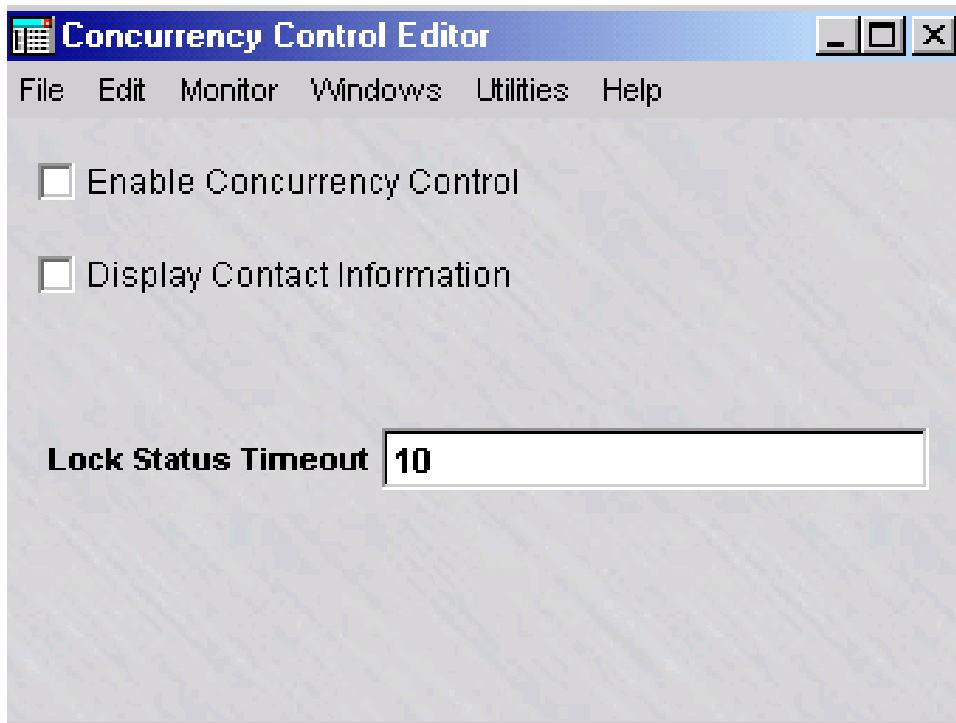 Concurrency Control Editor
File Edit Monitor Windows Utilities Help
Enable Concurrency Control
Display Contact Information
Lock Status Timeout 10